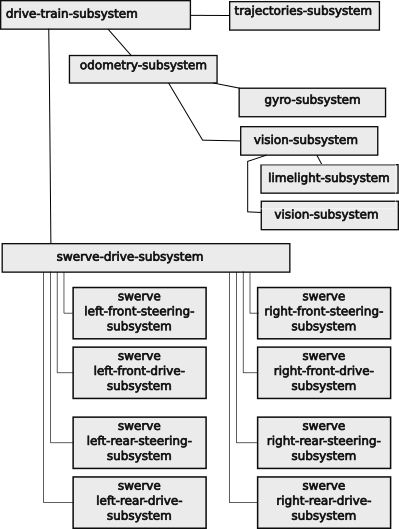 drive-train-subsystem
trajectories-subsystem
odometry-subsystem
gyro-subsystem
vision-subsystem
limelight-subsystem
vision-subsystem
swerve-drive-subsystem
swerve
left-front-steering-
subsystem
swerve
right-front-steering-
subsystem
swerve
left-front-drive-
subsystem
swerve
right-front-drive-
subsystem
swerve
left-rear-steering-
subsystem
swerve
right-rear-steering-
subsystem
swerve
left-rear-drive-
subsystem
swerve
right-rear-drive-
subsystem